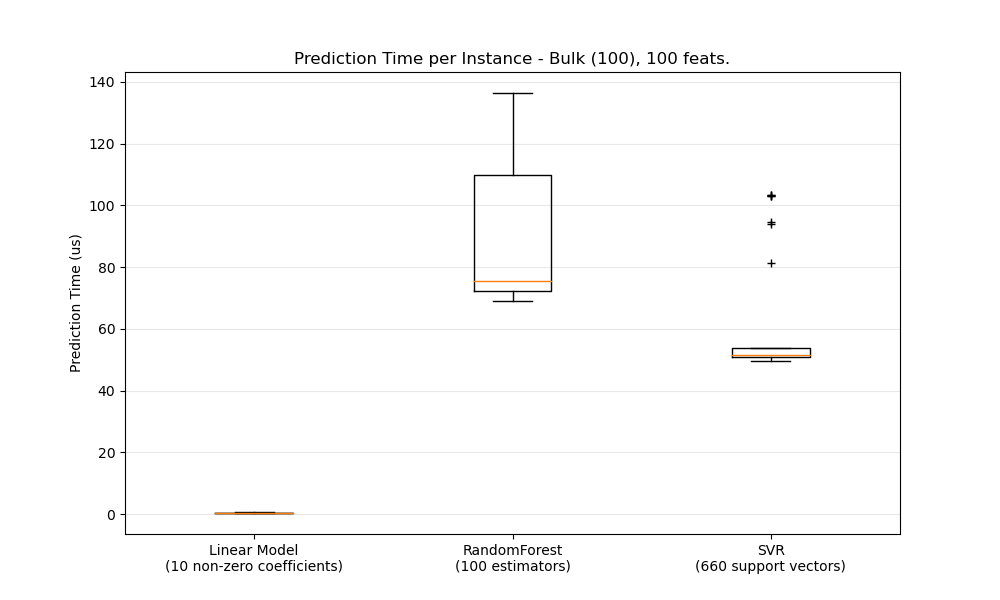 Prediction Time per Instance - Bulk (100), 100 feats.
140
120
100
80
60
40
20
0
Prediction Time (us)
Linear Model
(10 non-zero coefficients)
RandomForest
(100 estimators)
SVR
(660 support vectors)